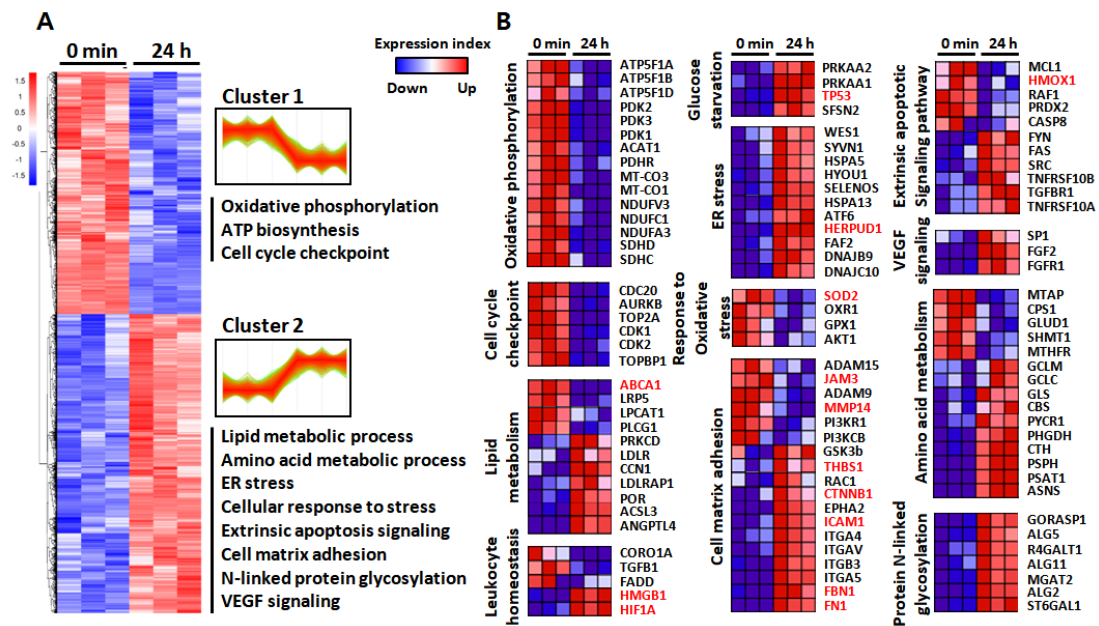 A
0 min
24 h
1.5
1
0.5
0
-0.5
-1
-1.5
Cluster 1
Oxidative phosphorylation
ATP biosynthesis
Cell cycle checkpoint
Cluster 2
Lipid metabolic process
Amino acid metabolic process
ER stress
Cellular response to stress
Extrinsic apoptosis signaling
Cell matrix adhesion
N-linked protein glycosylation
VEGF signaling
Expression index
Down
Up
B
0 min
24 h
Oxidative phosphorylation
ATP5F1A
ATP5F1B
ATP5F1D
PDK2
PDK3
PDK1
ACAT1
PDHR
MT-CO3
MT-CO1
NDUFV3
NDUFC1
NDUFA3
SDHD
SDHC
Cell cycle
checkpoint
CDC20
AURKB
TOP2A
CDK1
CDK2
TOPBP1
Lipid
metabolism
ABCA1
LRP5
LPCAT1
PLCG1
PRKCD
LDLR
CCN1
LDLRAP1
POR
ACSL3
ANGPTL4
Leukocyte
homeostasis
CORO1A
TGFB1
FADD
HMGB1
HIF1A
0 min
24 h
Glucose
starvation
PRKAA2
PRKAA1
TP53
SFSN2
ER stress
WES1
SYVN1
HSPA5
HYOU1
SELENOS
HSPA13
ATF6
HERPUD1
FAF2
DNAJB9
DNAJC10
Response to
Oxidative
stress
SOD2
OXR1
GPX1
AKT1
Cell matrix adhesion
ADAM15
JAM3
ADAM9
MMP14
PI3KR1
PI3KCB
GSK3b
THBS1
RAC1
CTNNB1
EPHA2
ICAM1
ITGA4
ITGAV
ITGB3
ITGA5
FBN1
FN1
0 min
24 h
Extrinsic apoptotic
Signaling pathway
MCL1
HMOX1
RAF1
PRDX2
CASP8
FYN
FAS
SRC
TNFRSF10B
TGFBR1
TNFRSF10A
VEGF
signaling
SP1
FGF2
FGFR1
Amino acid metabolism
MTAP
CPS1
GLUD1
SHMT1
MTHFR
GCLM
GCLC
GLS
CBS
PYCR1
PHGDH
CTH
PSPH
PSAT1
ASNS
Protein N-linked
glycosylation
GORASP1
ALG5
R4GALT1
ALG11
MGAT2
ALG2
ST6GAL1